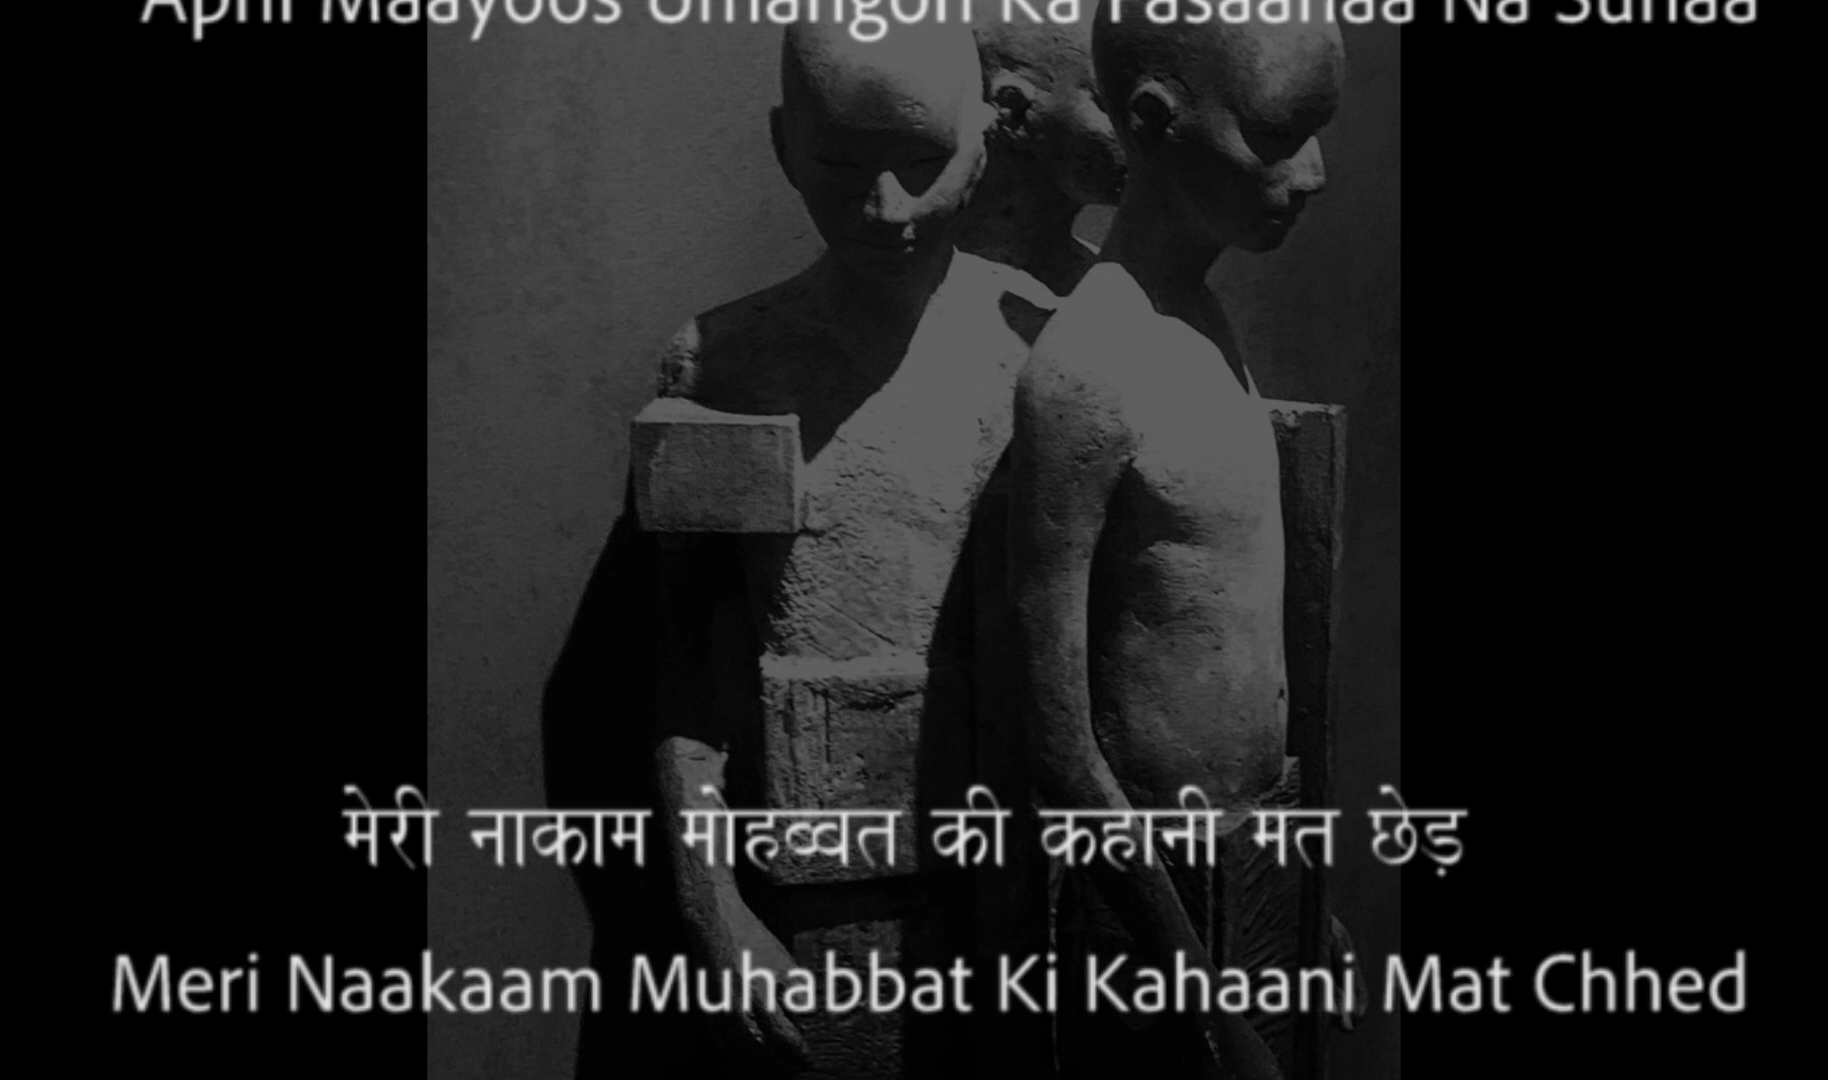 Apni Maayoos Umangon Ka Fasaanaa Na Sunaa
मेरी नाकाम मोहब्बत की कहानी मत छेड़
Meri Naakaam Muhabbat Ki Kahaani Mat Chhed